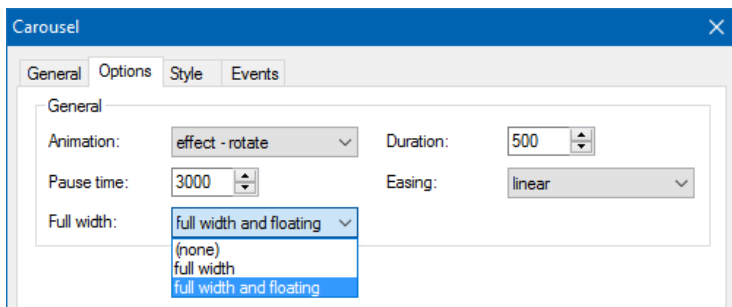 Carousel
General Options Style Events
General
Animation: effect - rotate Duration: 500
Pause time: 3000 Easing: linear
Full width: full width and floating
(none)
full width
full width and floating